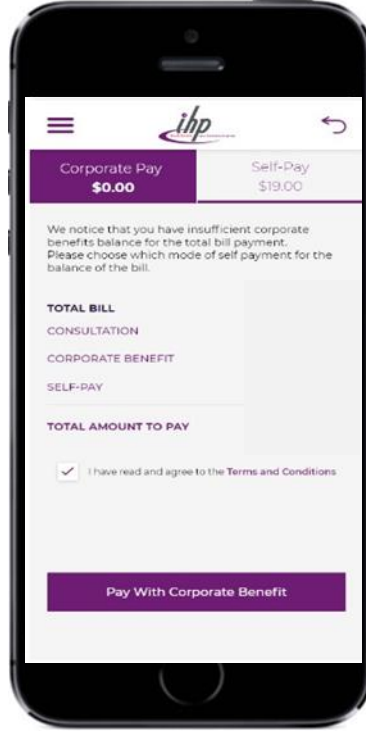 ihp
Corporate Pay
$0.00
Self-Pay
$19.00
We notice that you have insufficient corporate
benefits balance for the total bill payment.
Please choose which mode of self payment for the
balance of the bill.
TOTAL BILL
CONSULTATION
CORPORATE BENEFIT
SELF-PAY
TOTAL AMOUNT TO PAY
I have read and agree to the Terms and Conditions
Pay With Corporate Benefit